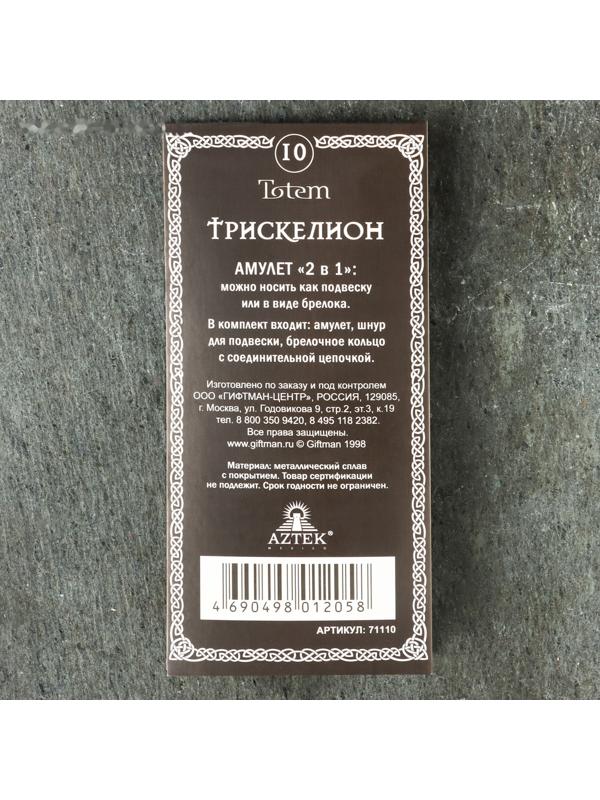 10
Totem
ТРИСКЕЛИОН
АМУЛЕТ «2 в 1»:
можно носить как подвеску
или в виде брелока.
В комплект входит: амулет, шнур
для подвески, брелочное кольцо
с соединительной цепочкой.
Изготовлено по заказу и под контролем
ООО «ГИФТМАН-ЦЕНТР», РОССИЯ, 129085,
г. Москва, ул. Годовикова 9, стр.2, эт.3, к.19
тел. 8 800 350 9420, 8 495 118 2382.
Все права защищены.
www.giftman.ru © Giftman 1998
Материал: металлический сплав
с покрытием. Товар сертификации
не подлежит. Срок годности не ограничен.
AZTEK®
MEXICO
4 690498 012058
АРТИКУЛ: 71110